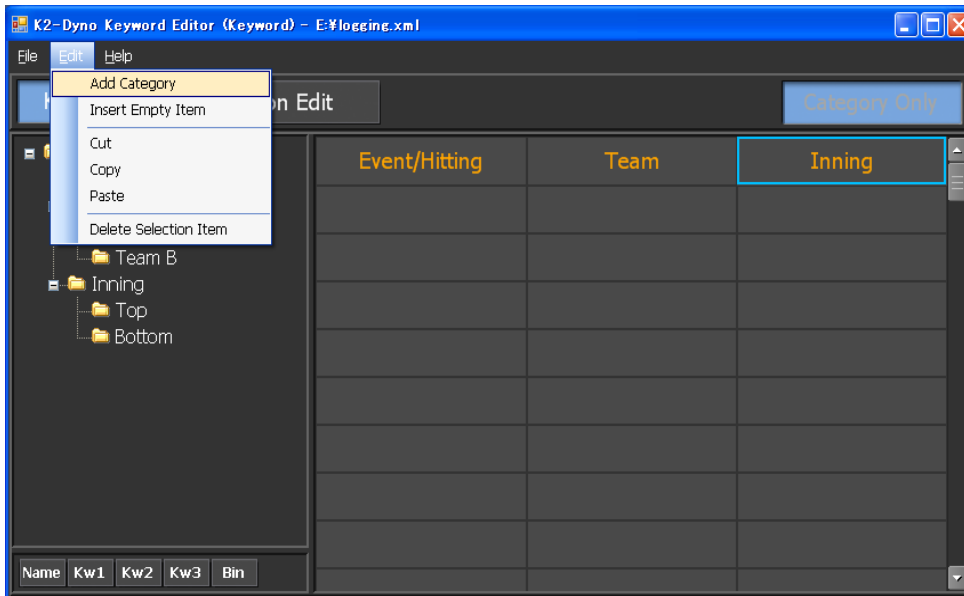 K2-Dyno Keyword Editor (Keyword) - E:¥logging.xml
File Edit Help
Add Category
Insert Empty Item
Cut
Copy
Paste
Delete Selection Item
Edit
Category Only
Event/Hitting Team Inning
Team B
Inning
Top
Bottom
Name Kw1 Kw2 Kw3 Bin